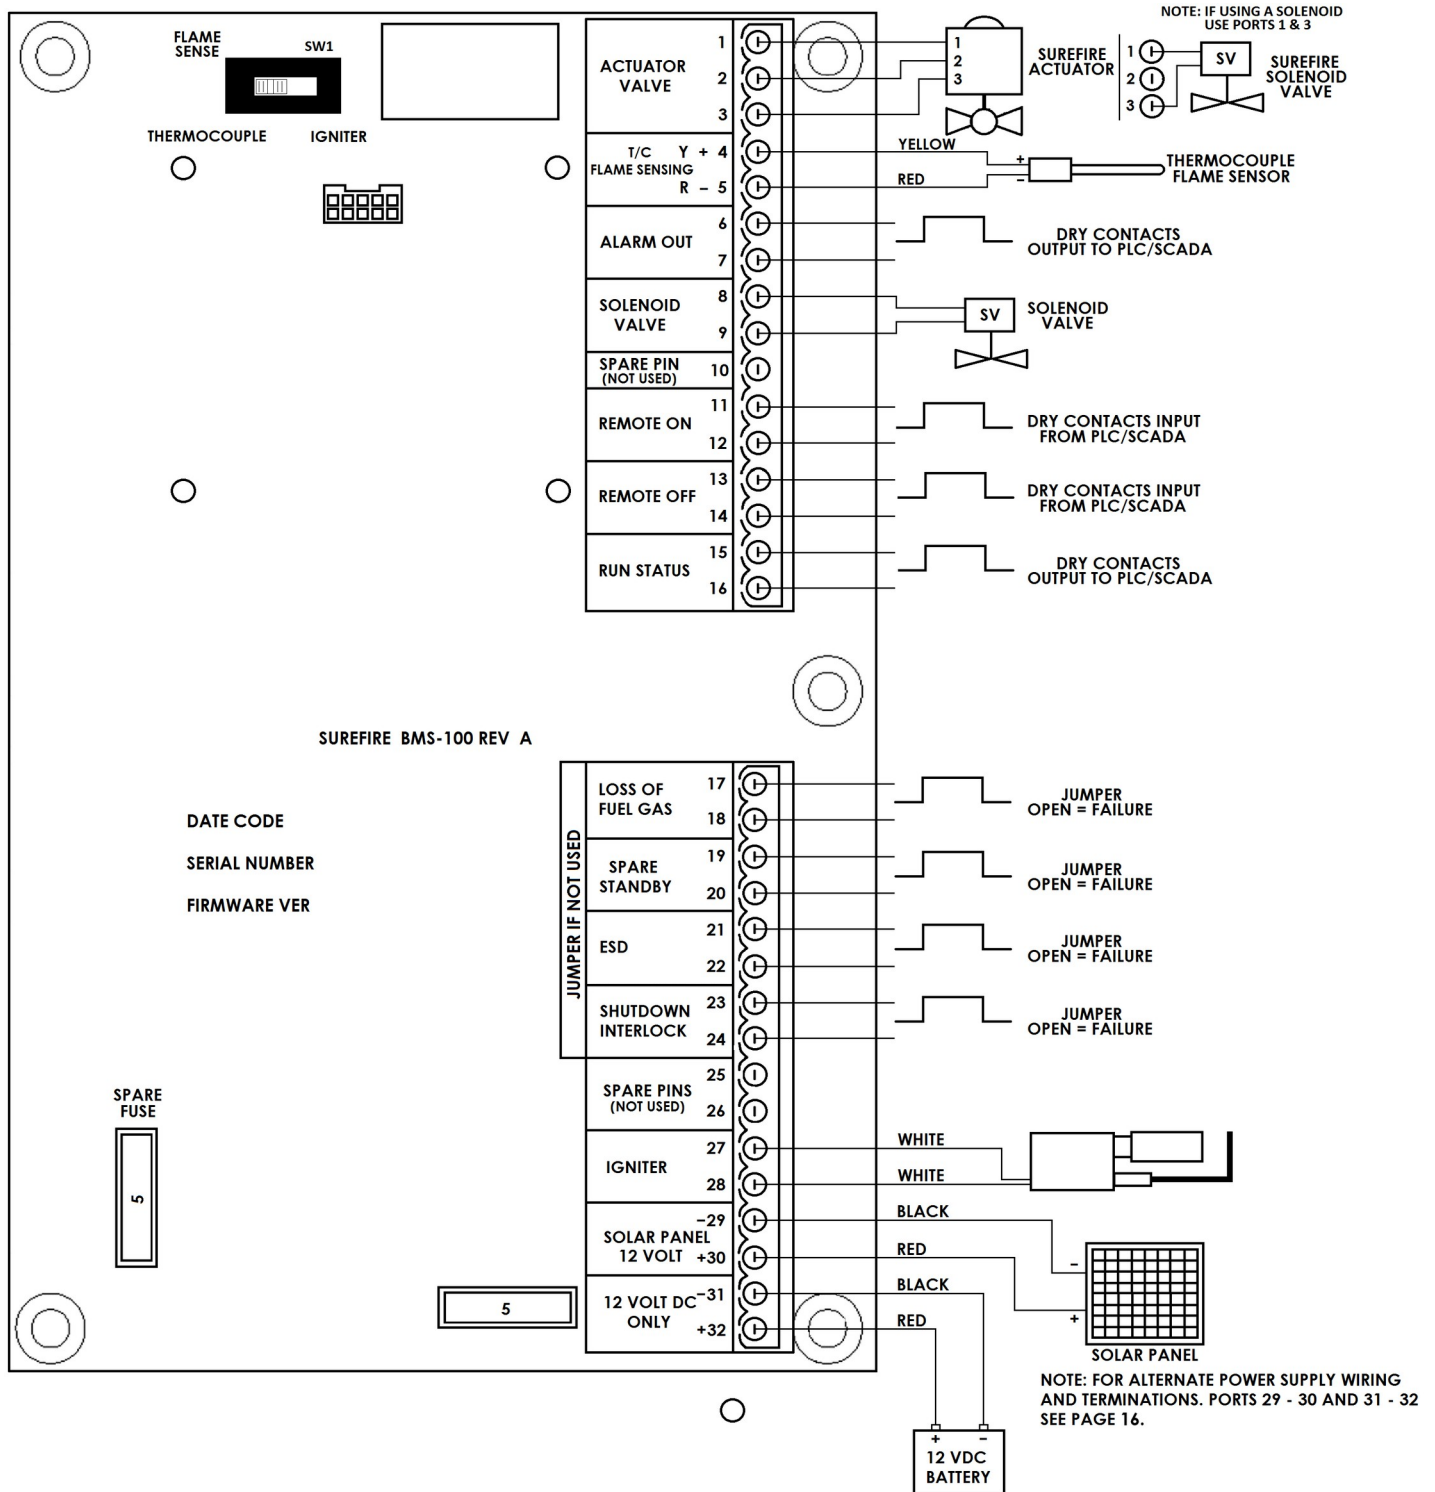 NOTE: IF USING A SOLENOID
USE PORTS 1 & 3
FLAME
SENSE
SW1
THERMOCOUPLE
IGNITER
ACTUATOR
VALVE
1
2
3
1
2
3
SUREFIRE
ACTUATOR
1
2
3
SV
SUREFIRE
SOLENOID
VALVE
T/C Y + 4
FLAME SENSING
R – 5
YELLOW
RED
+
–
THERMOCOUPLE
FLAME SENSOR
ALARM OUT
6
7
DRY CONTACTS
OUTPUT TO PLC/SCADA
SOLENOID
VALVE
8
9
SV
SOLENOID
VALVE
SPARE PIN
(NOT USED)
10
REMOTE ON
11
12
DRY CONTACTS INPUT
FROM PLC/SCADA
REMOTE OFF
13
14
DRY CONTACTS INPUT
FROM PLC/SCADA
RUN STATUS
15
16
DRY CONTACTS
OUTPUT TO PLC/SCADA
SUREFIRE BMS-100 REV A
DATE CODE
SERIAL NUMBER
FIRMWARE VER
JUMPER IF NOT USED
LOSS OF
FUEL GAS
17
18
JUMPER
OPEN = FAILURE
SPARE
STANDBY
19
20
JUMPER
OPEN = FAILURE
ESD
21
22
JUMPER
OPEN = FAILURE
SHUTDOWN
INTERLOCK
23
24
JUMPER
OPEN = FAILURE
SPARE PINS
(NOT USED)
25
26
SPARE
FUSE
5
5
IGNITER
27
28
WHITE
WHITE
SOLAR PANEL
12 VOLT
–29
+30
BLACK
RED
–
+
SOLAR PANEL
12 VOLT DC
ONLY
–31
+32
BLACK
RED
NOTE: FOR ALTERNATE POWER SUPPLY WIRING
AND TERMINATIONS. PORTS 29 - 30 AND 31 - 32
SEE PAGE 16.
+ –
12 VDC
BATTERY